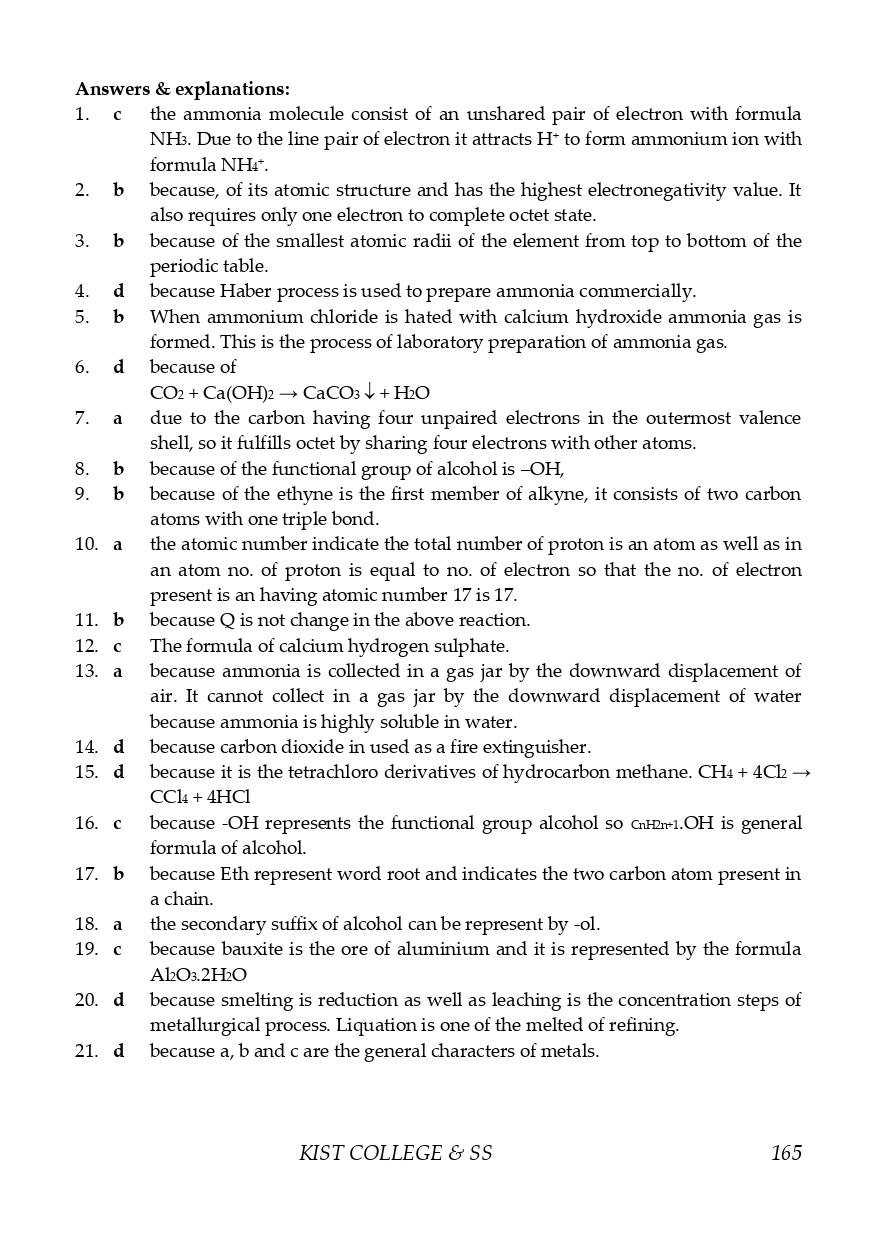 Answers & explanations:
1. c the ammonia molecule consist of an unshared pair of electron with formula
NH3. Due to the line pair of electron it attracts H⁺ to form ammonium ion with
formula NH4⁺.
2. b because, of its atomic structure and has the highest electronegativity value. It
also requires only one electron to complete octet state.
3. b because of the smallest atomic radii of the element from top to bottom of the
periodic table.
4. d because Haber process is used to prepare ammonia commercially.
5. b When ammonium chloride is hated with calcium hydroxide ammonia gas is
formed. This is the process of laboratory preparation of ammonia gas.
6. d because of
CO2 + Ca(OH)2 → CaCO3 ↓ + H2O
7. a due to the carbon having four unpaired electrons in the outermost valence
shell, so it fulfills octet by sharing four electrons with other atoms.
8. b because of the functional group of alcohol is –OH,
9. b because of the ethyne is the first member of alkyne, it consists of two carbon
atoms with one triple bond.
10. a the atomic number indicate the total number of proton is an atom as well as in
an atom no. of proton is equal to no. of electron so that the no. of electron
present is an having atomic number 17 is 17.
11. b because Q is not change in the above reaction.
12. c The formula of calcium hydrogen sulphate.
13. a because ammonia is collected in a gas jar by the downward displacement of
air. It cannot collect in a gas jar by the downward displacement of water
because ammonia is highly soluble in water.
14. d because carbon dioxide in used as a fire extinguisher.
15. d because it is the tetrachloro derivatives of hydrocarbon methane. CH4 + 4Cl2 →
CCl4 + 4HCl
16. c because -OH represents the functional group alcohol so CnH2n+1.OH is general
formula of alcohol.
17. b because Eth represent word root and indicates the two carbon atom present in
a chain.
18. a the secondary suffix of alcohol can be represent by -ol.
19. c because bauxite is the ore of aluminium and it is represented by the formula
Al2O3.2H2O
20. d because smelting is reduction as well as leaching is the concentration steps of
metallurgical process. Liquation is one of the melted of refining.
21. d because a, b and c are the general characters of metals.
KIST COLLEGE & SS 165